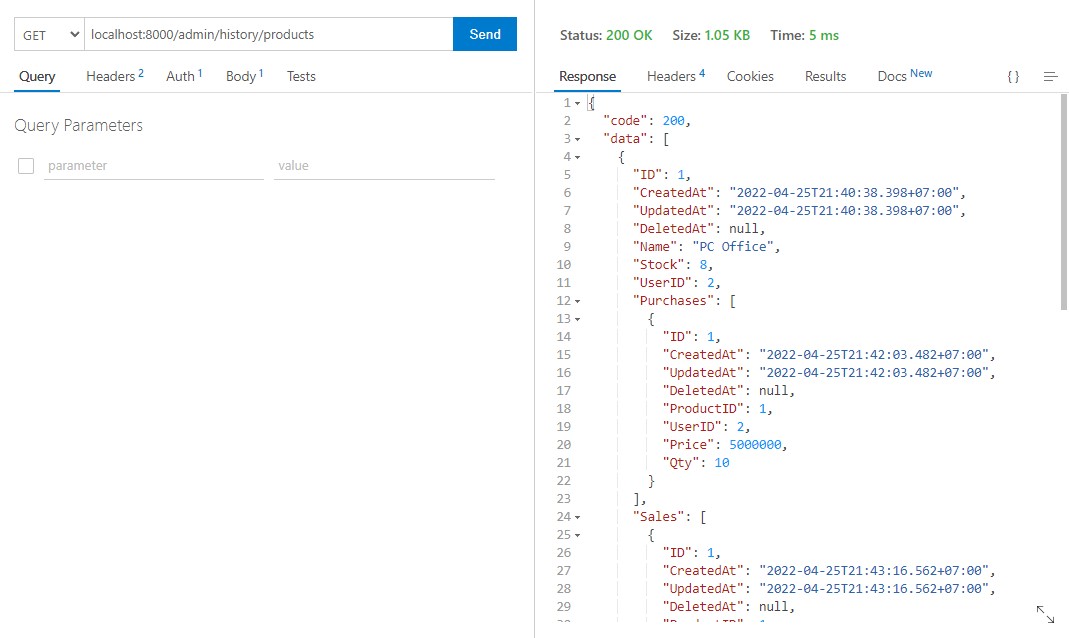 GET localhost:8000/admin/history/products Send
Query Headers 2 Auth 1 Body 1 Tests
Query Parameters
parameter value
Status: 200 OK Size: 1.05 KB Time: 5 ms
Response Headers 4 Cookies Results Docs New { }
1 {
2 "code": 200,
3 "data": [
4 {
5 "ID": 1,
6 "CreatedAt": "2022-04-25T21:40:38.398+07:00",
7 "UpdatedAt": "2022-04-25T21:40:38.398+07:00",
8 "DeletedAt": null,
9 "Name": "PC Office",
10 "Stock": 8,
11 "UserID": 2,
12 "Purchases": [
13 {
14 "ID": 1,
15 "CreatedAt": "2022-04-25T21:42:03.482+07:00",
16 "UpdatedAt": "2022-04-25T21:42:03.482+07:00",
17 "DeletedAt": null,
18 "ProductID": 1,
19 "UserID": 2,
20 "Price": 5000000,
21 "Qty": 10
22 }
23 ],
24 "Sales": [
25 {
26 "ID": 1,
27 "CreatedAt": "2022-04-25T21:43:16.562+07:00",
28 "UpdatedAt": "2022-04-25T21:43:16.562+07:00",
29 "DeletedAt": null,